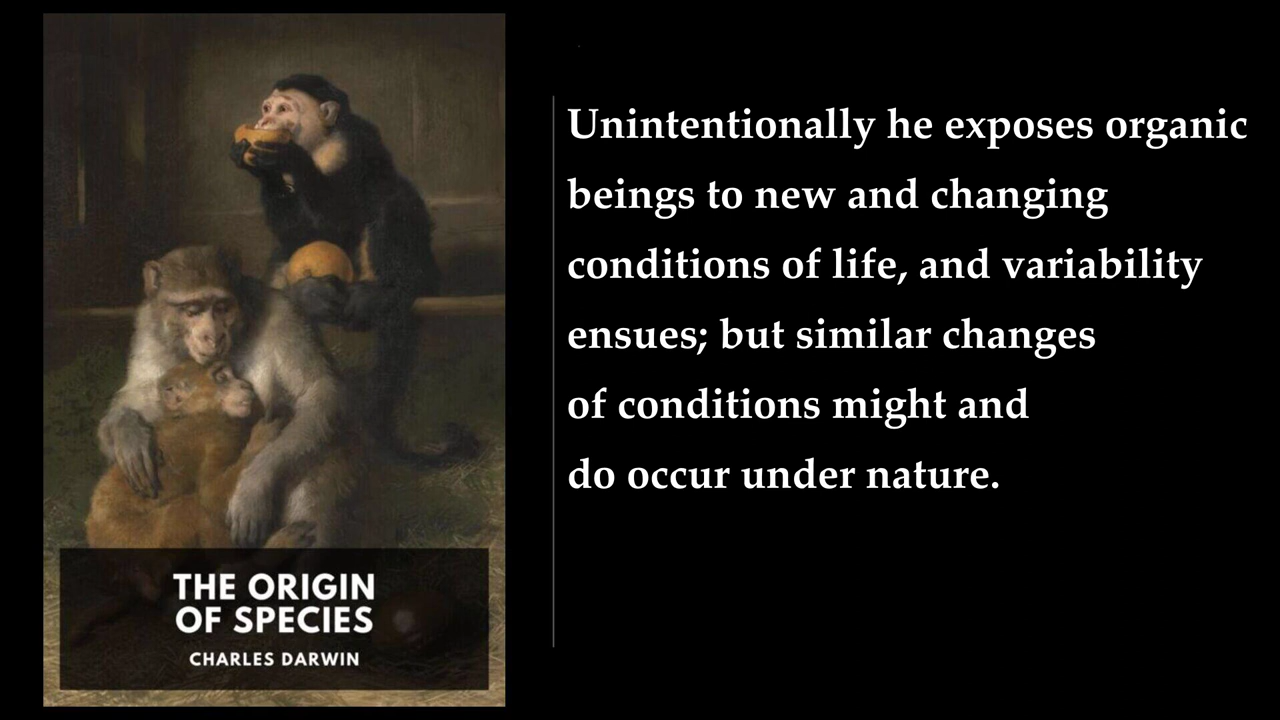 Unintentionally he exposes organic
beings to new and changing
conditions of life, and variability
ensues; but similar changes
of conditions might and
do occur under nature.
THE ORIGIN
OF SPECIES
CHARLES DARWIN